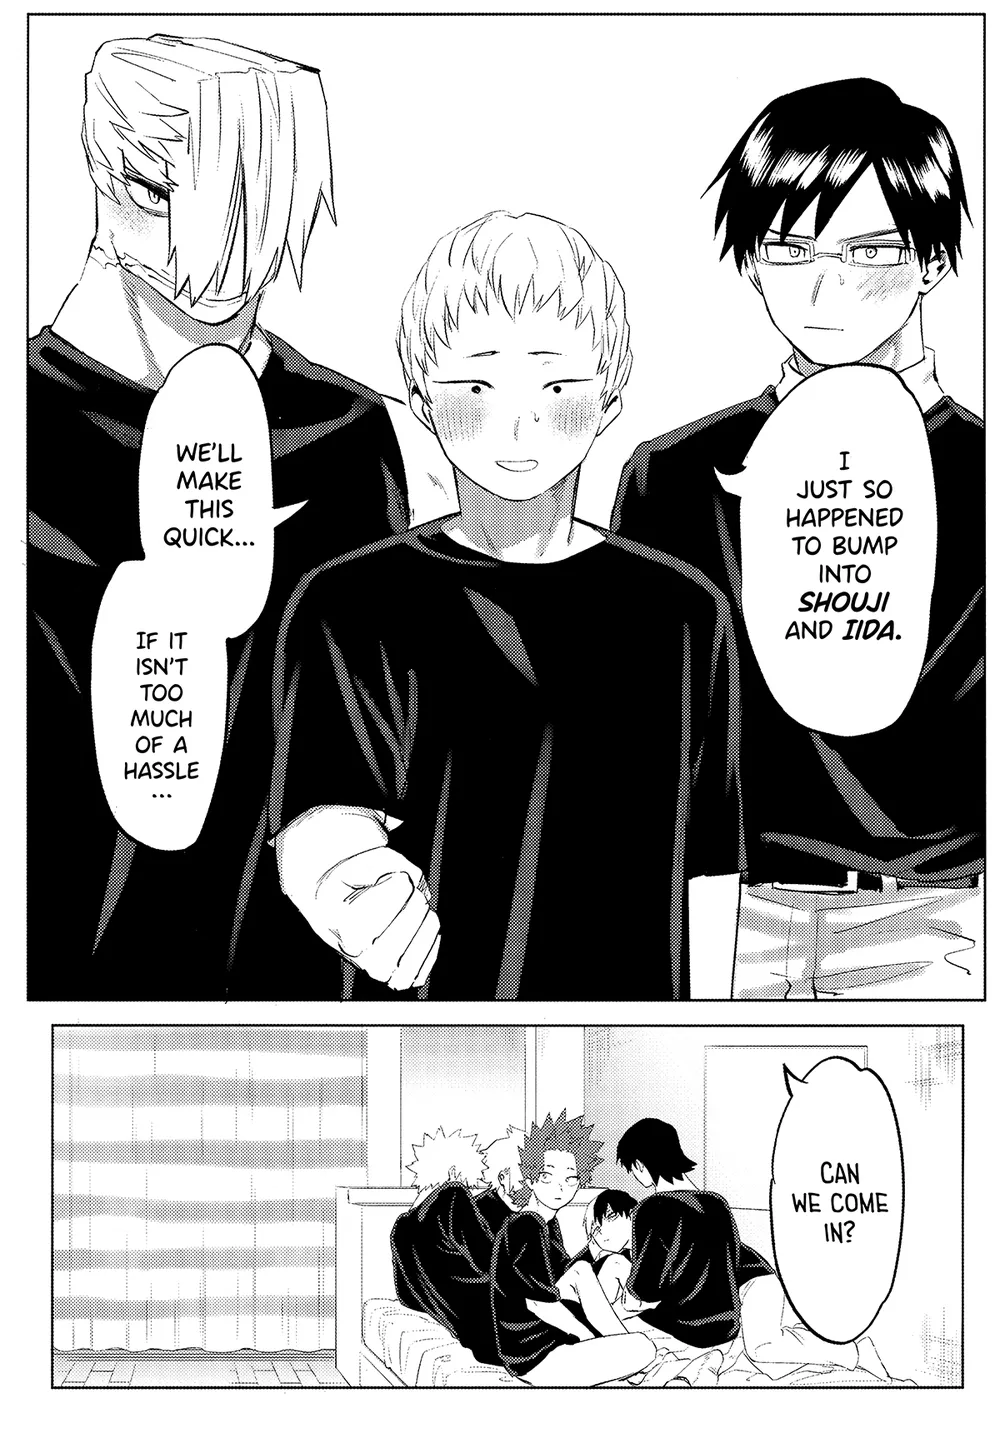 I
JUST SO
HAPPENED
TO BUMP
INTO
SHOUJI
AND IIDA.
WE'LL
MAKE
THIS
QUICK...
IF IT
ISN'T
TOO
MUCH
OF A
HASSLE
...
CAN
WE COME
IN?